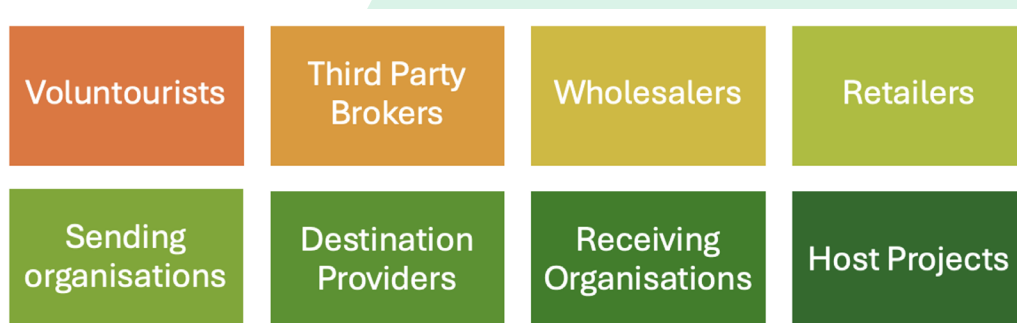 Voluntourists
Third Party
Brokers
Wholesalers
Retailers
Sending
organisations
Destination
Providers
Receiving
Organisations
Host Projects